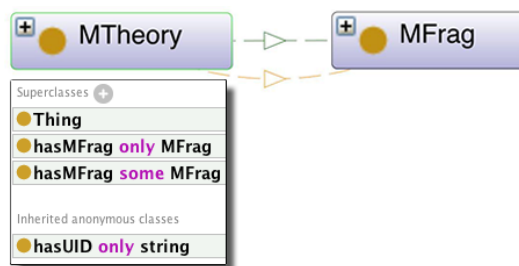 MTheory
MFrag
Superclasses
Thing
hasMFrag only MFrag
hasMFrag some MFrag
Inherited anonymous classes
hasUID only string